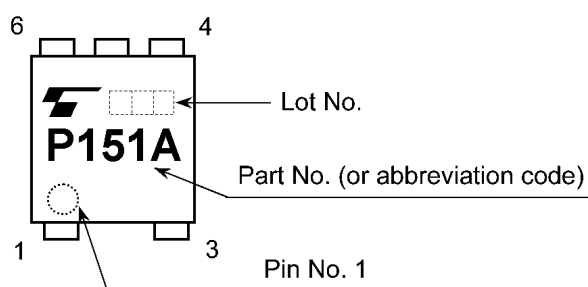 6 4
Lot No.
P151A
Part No. (or abbreviation code)
1 3
Pin No. 1